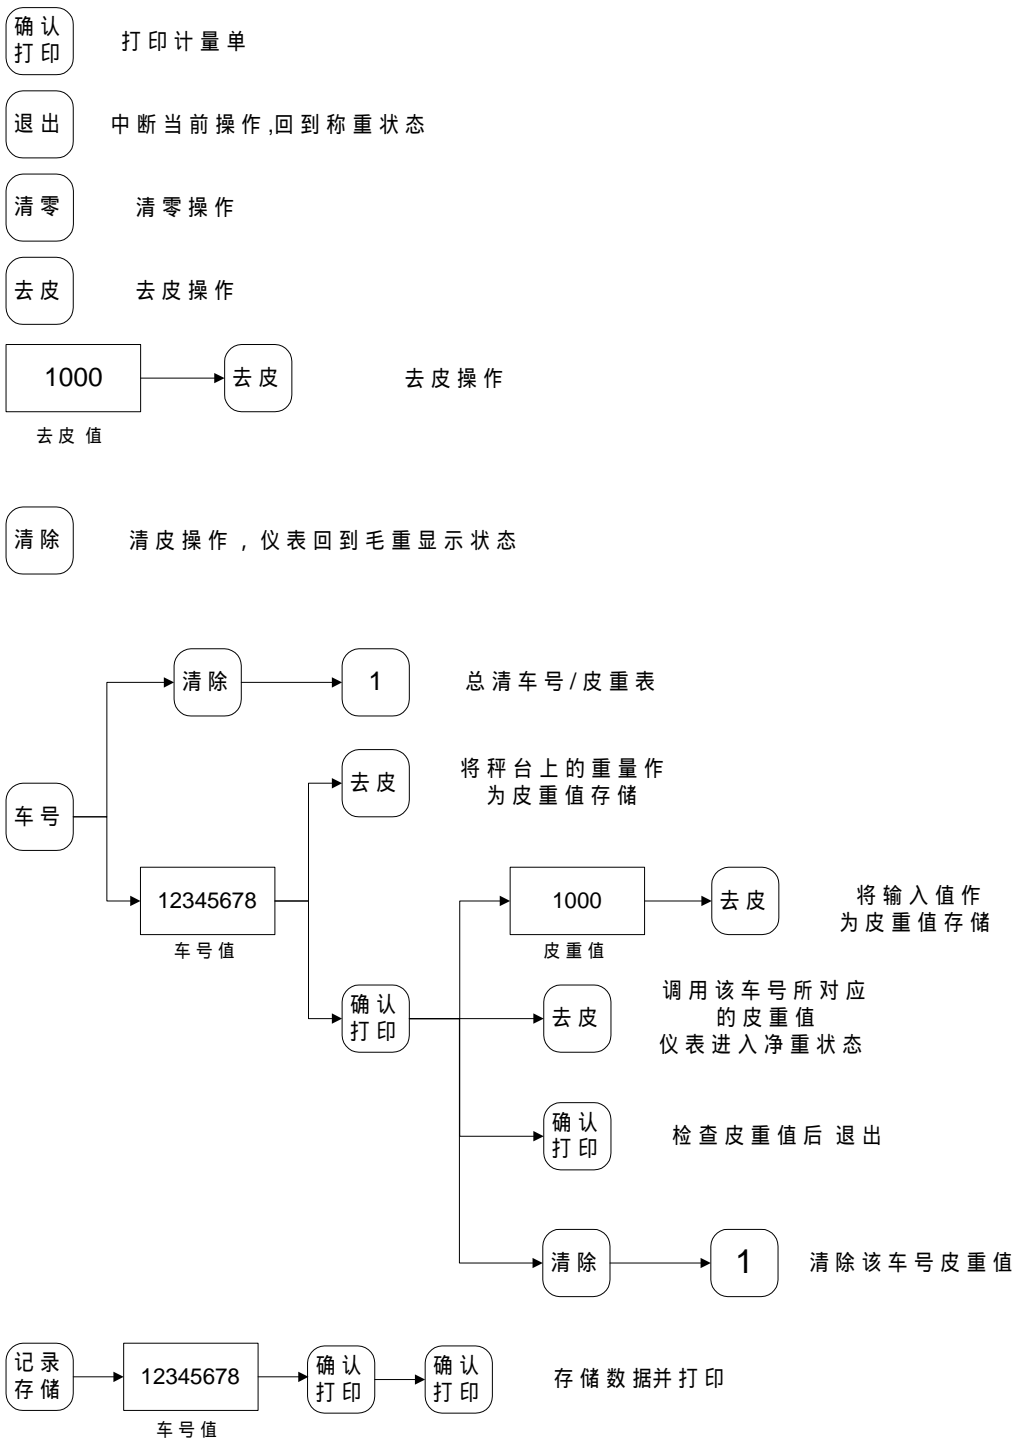 确认
打印
打印计量单
退出
中断当前操作,回到称重状态
清零
清零操作
去皮
去皮操作
1000
去皮
去皮操作
去皮 值
清除
清皮操作，仪表回到毛重显示状态
清除
1
总清车号/皮重表
去皮
将秤台上的重量作
为皮重值存储
车号
12345678
车号值
1000
皮重值
去皮
将输入值作
为皮重值存储
确认
打印
去皮
调用该车号所对应
的皮重值
仪表进入净重状态
确认
打印
检查皮重值后 退出
清除
1
清除该车号皮重值
记录
存储
12345678
车号值
确认
打印
确认
打印
存储数据并打印